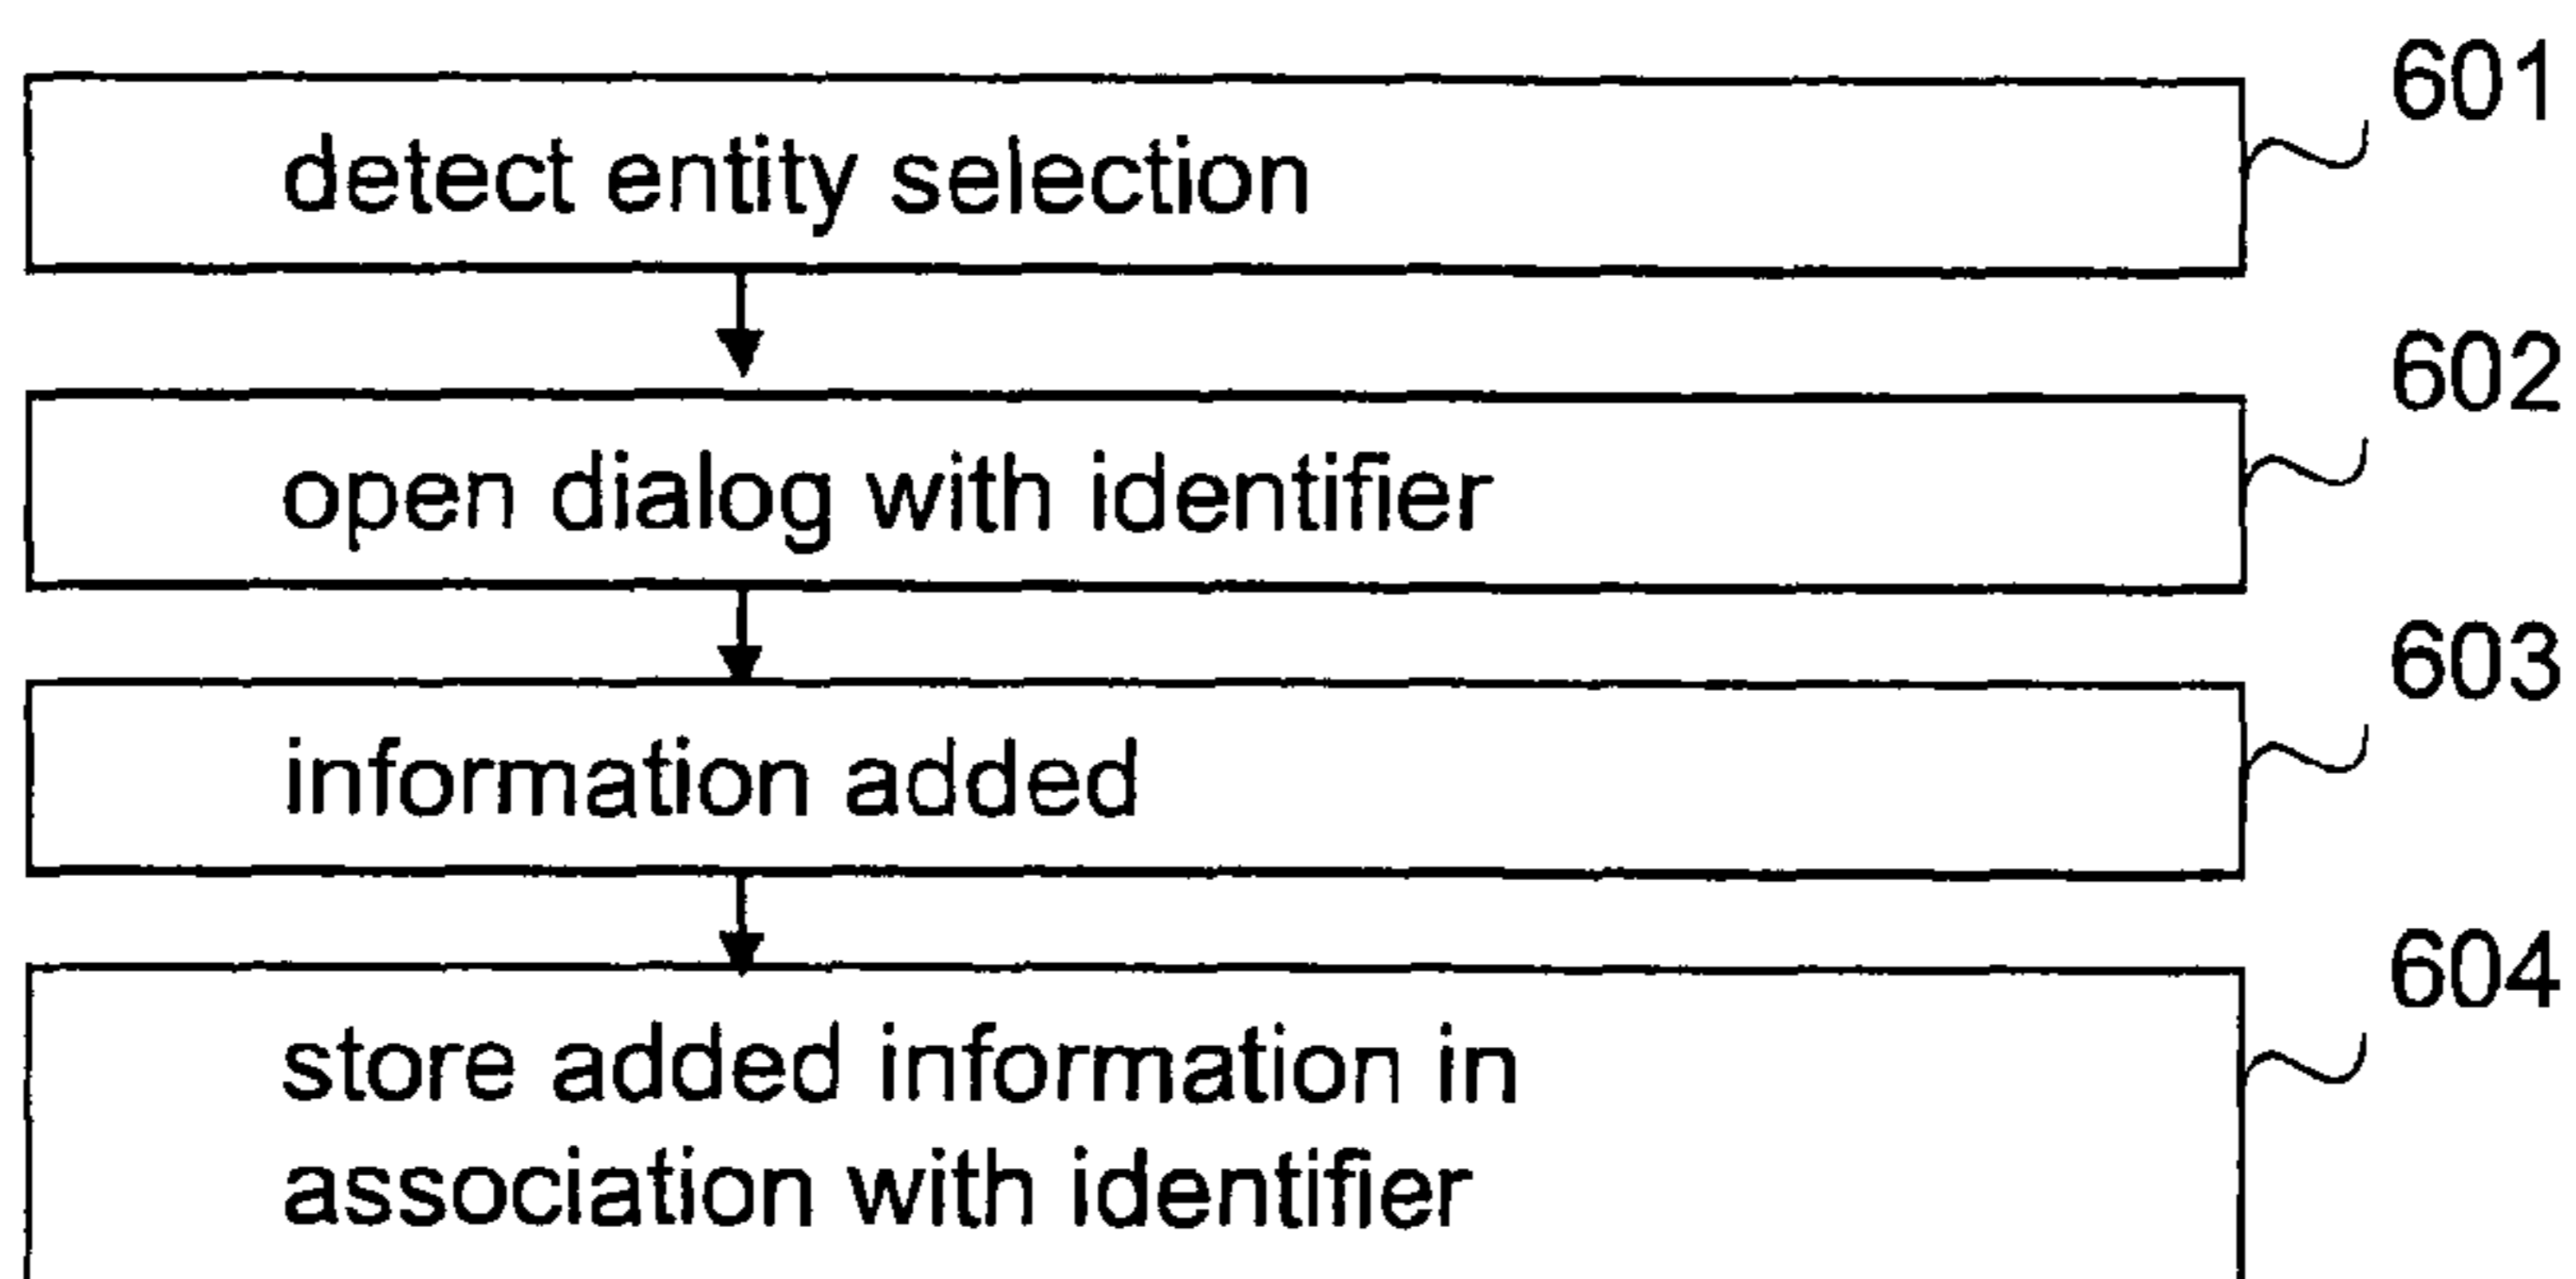 601
detect entity selection
602
open dialog with identifier
603
information added
604
store added information in
association with identifier